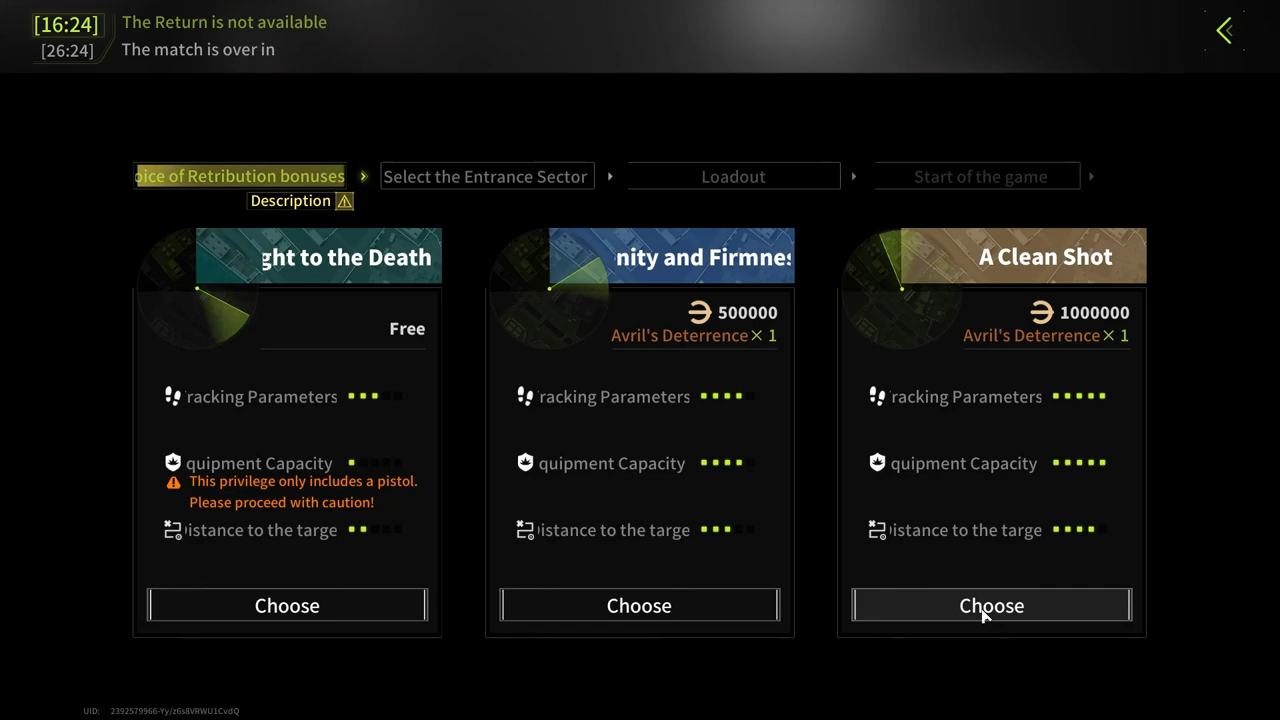 [16:24] The Return is not available
[26:24] The match is over in
oice of Retribution bonuses
Select the Entrance Sector
Loadout
Start of the game
Description
ght to the Death
Free
racking Parameters
quipment Capacity
This privilege only includes a pistol.
Please proceed with caution!
istance to the targe
Choose
nity and Firmnes
500000
Avril's Deterrence × 1
racking Parameters
quipment Capacity
istance to the targe
Choose
A Clean Shot
1000000
Avril's Deterrence × 1
racking Parameters
quipment Capacity
istance to the targe
Choose
UID: 2392579966-Yy/z6s8VRWU1CvdQ